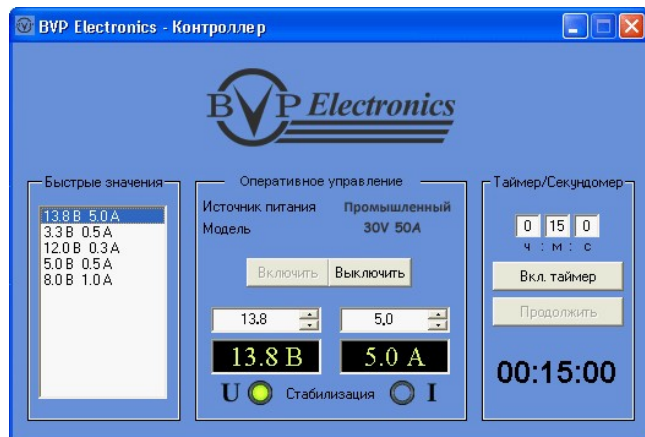 BVP Electronics - Контроллер
BVP Electronics
Быстрые значения
13.8 В 5.0 А
3.3 В 0.5 А
12.0 В 0.3 А
5.0 В 0.5 А
8.0 В 1.0 А
Оперативное управление
Источник питания Промышленный
Модель 30V 50A
Включить Выключить
13.8 5.0
13.8 В 5.0 А
U Стабилизация I
Таймер/Секундомер
0 15 0
ч : м : с
Вкл. таймер
Продолжить
00:15:00